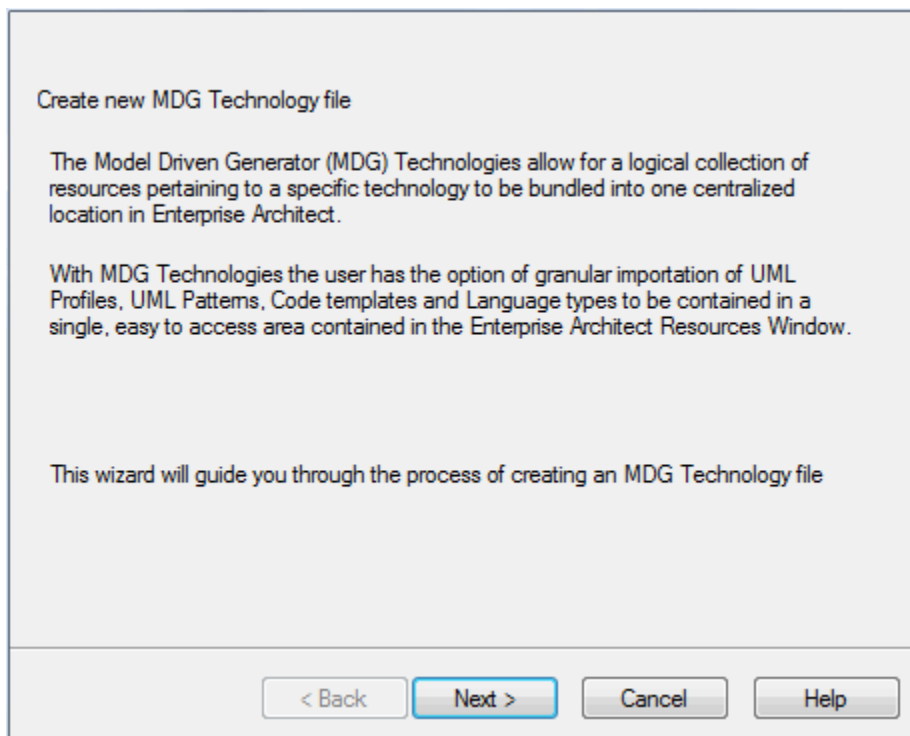 Create new MDG Technology file
The Model Driven Generator (MDG) Technologies allow for a logical collection of
resources pertaining to a specific technology to be bundled into one centralized
location in Enterprise Architect.
With MDG Technologies the user has the option of granular importation of UML
Profiles, UML Patterns, Code templates and Language types to be contained in a
single, easy to access area contained in the Enterprise Architect Resources Window.
This wizard will guide you through the process of creating an MDG Technology file
< Back Next > Cancel Help